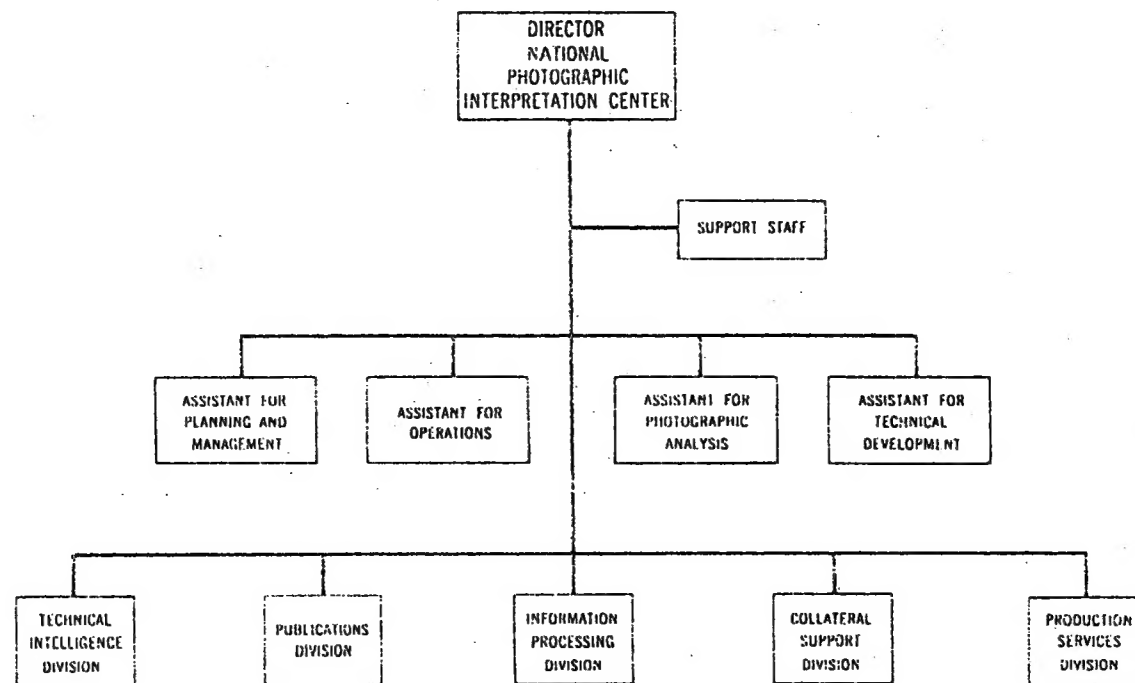 DIRECTOR
NATIONAL
PHOTOGRAPHIC
INTERPRETATION CENTER
SUPPORT STAFF
ASSISTANT FOR
PLANNING AND
MANAGEMENT
ASSISTANT FOR
OPERATIONS
ASSISTANT FOR
PHOTOGRAPHIC
ANALYSIS
ASSISTANT FOR
TECHNICAL
DEVELOPMENT
TECHNICAL
INTELLIGENCE
DIVISION
PUBLICATIONS
DIVISION
INFORMATION
PROCESSING
DIVISION
COLLATERAL
SUPPORT
DIVISION
PRODUCTION
SERVICES
DIVISION